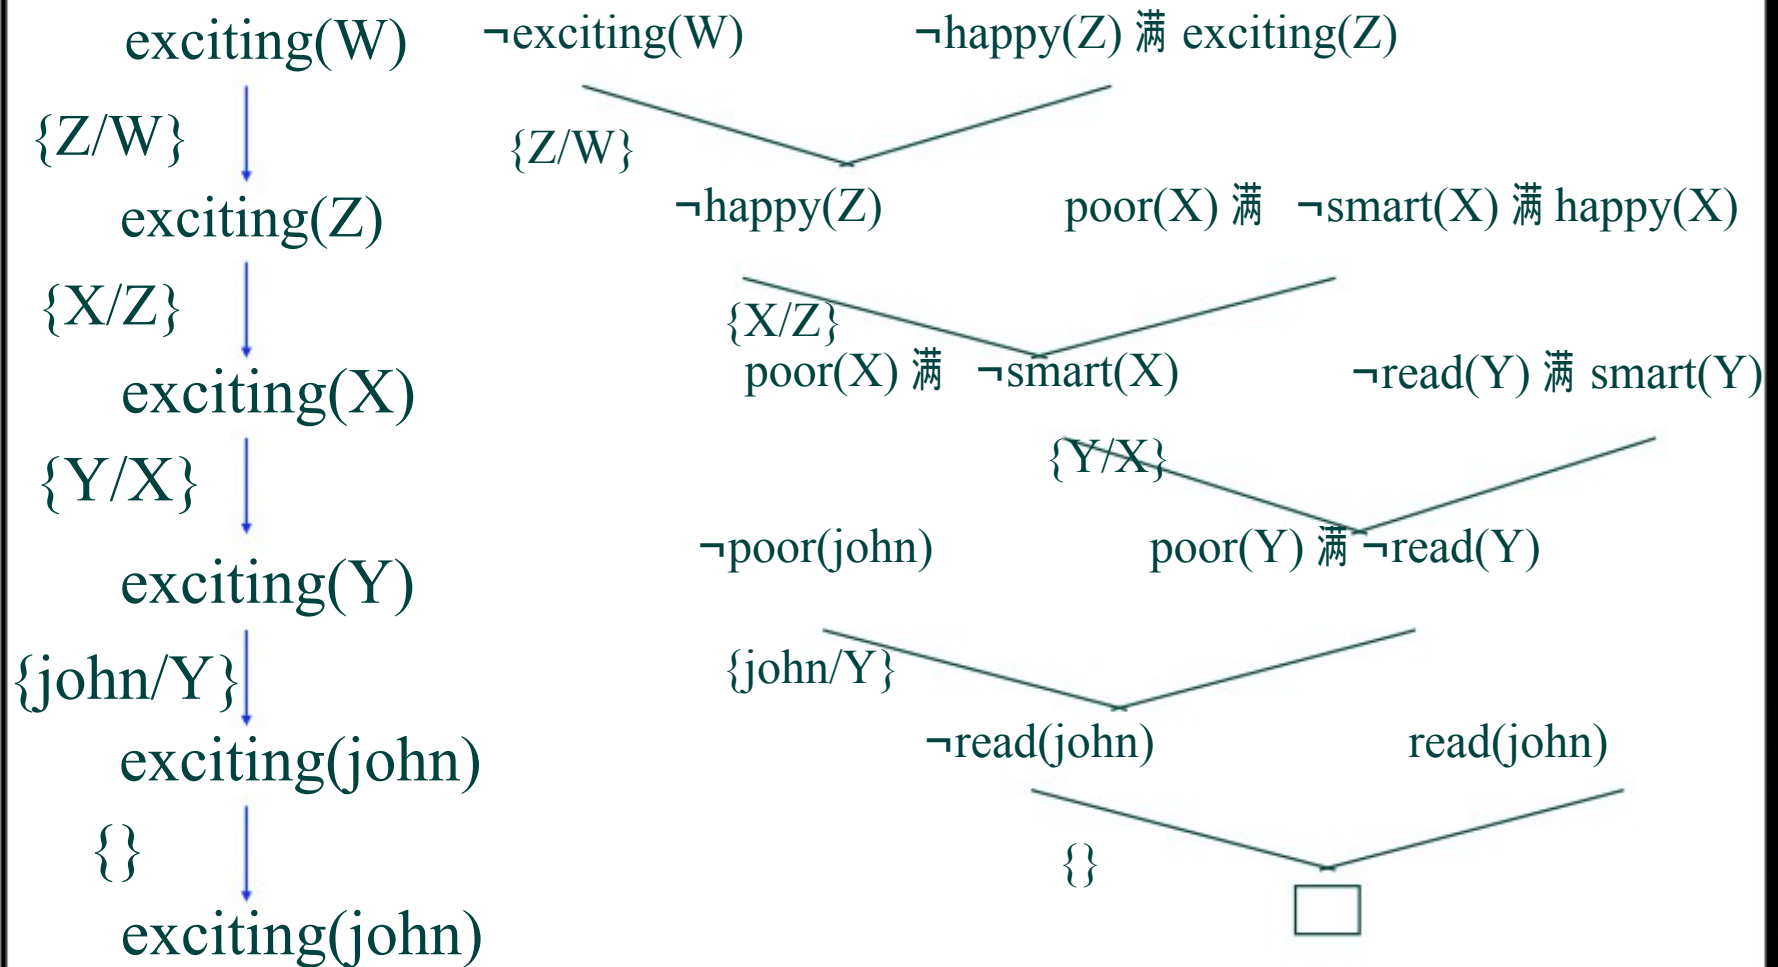 exciting(W) ¬exciting(W) ¬happy(Z) 满 exciting(Z)
{Z/W} {Z/W}
exciting(Z) ¬happy(Z) poor(X) 满 ¬smart(X) 满 happy(X)
{X/Z} {X/Z}
exciting(X) poor(X) 满 ¬smart(X) ¬read(Y) 满 smart(Y)
{Y/X} {Y/X}
exciting(Y) ¬poor(john) poor(Y) 满 ¬read(Y)
{john/Y} {john/Y}
exciting(john) ¬read(john) read(john)
{} {}
exciting(john)